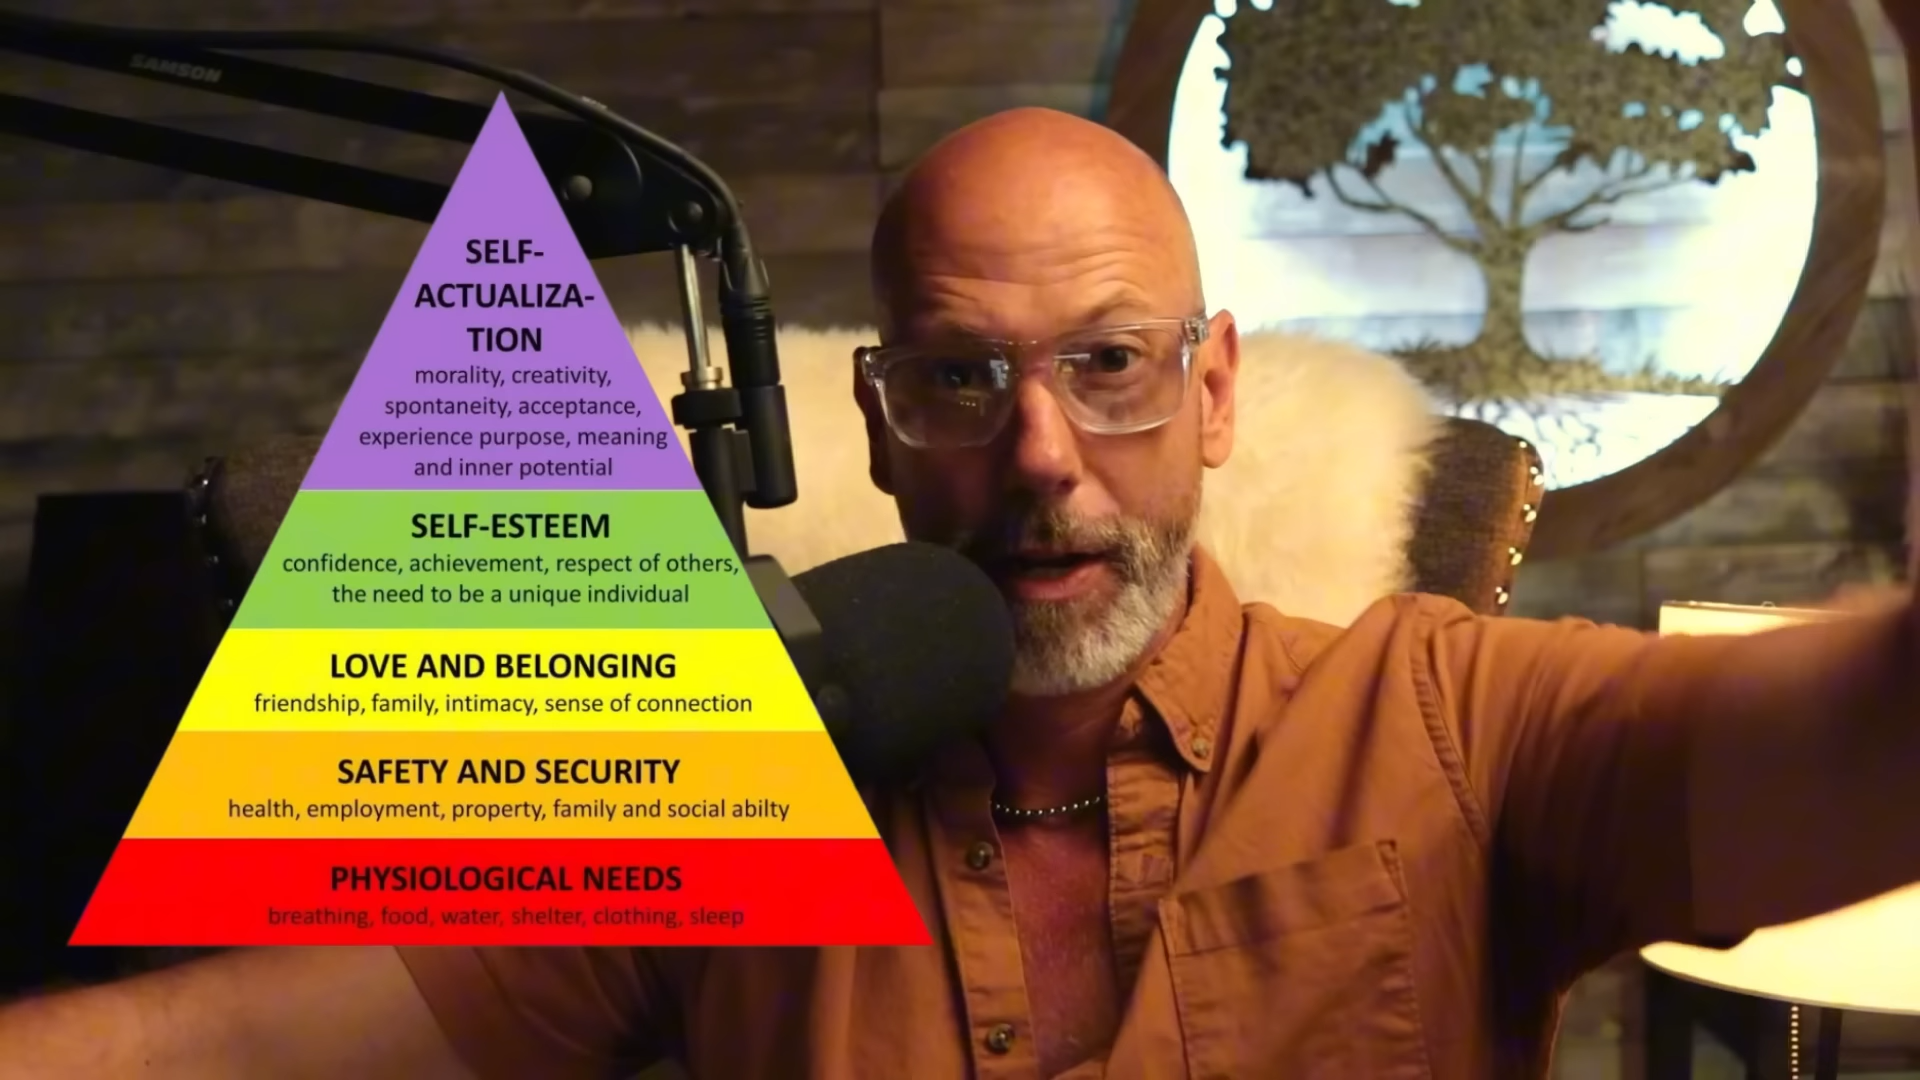 SAMSON
SELF-
ACTUALIZA-
TION
morality, creativity,
spontaneity, acceptance,
experience purpose, meaning
and inner potential
SELF-ESTEEM
confidence, achievement, respect of others,
the need to be a unique individual
LOVE AND BELONGING
friendship, family, intimacy, sense of connection
SAFETY AND SECURITY
health, employment, property, family and social abilty
PHYSIOLOGICAL NEEDS
breathing, food, water, shelter, clothing, sleep